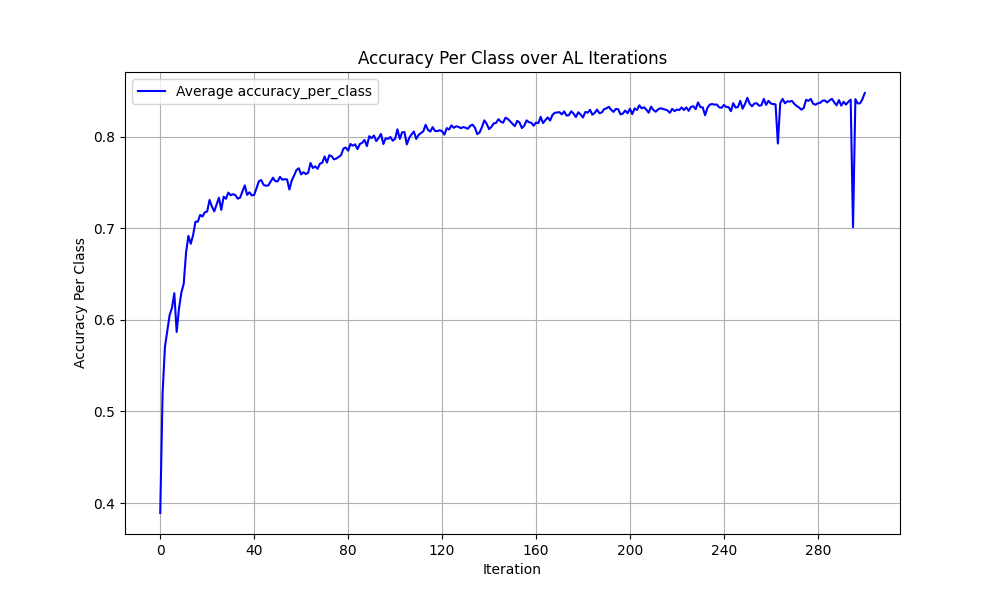 Accuracy Per Class over AL Iterations
Average accuracy_per_class
Accuracy Per Class
0.8
0.7
0.6
0.5
0.4
0 40 80 120 160 200 240 280
Iteration